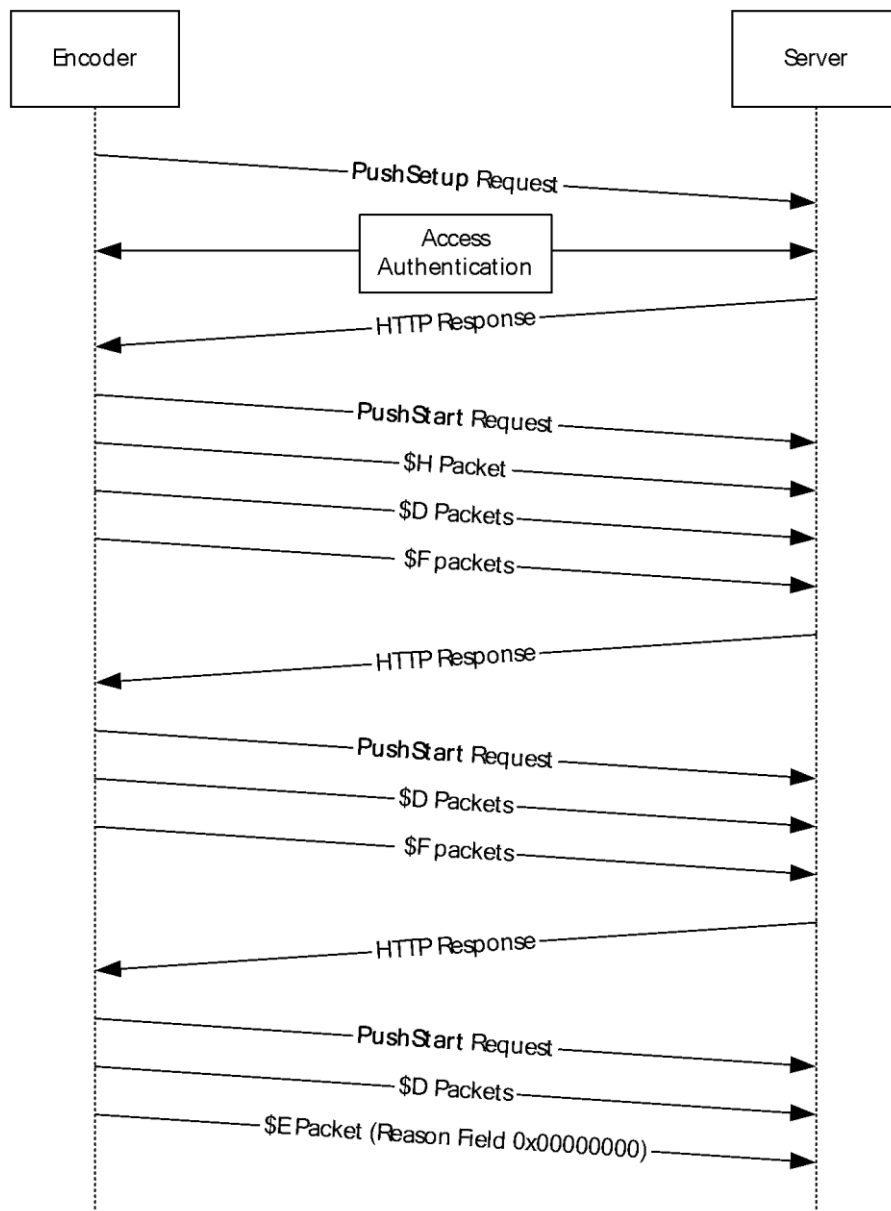 Encoder
Server
PushSetup Request
Access
Authentication
HTTP Response
PushStart Request
$H Packet
$D Packets
$F packets
HTTP Response
PushStart Request
$D Packets
$F packets
HTTP Response
PushStart Request
$D Packets
$E Packet (Reason Field 0x00000000)